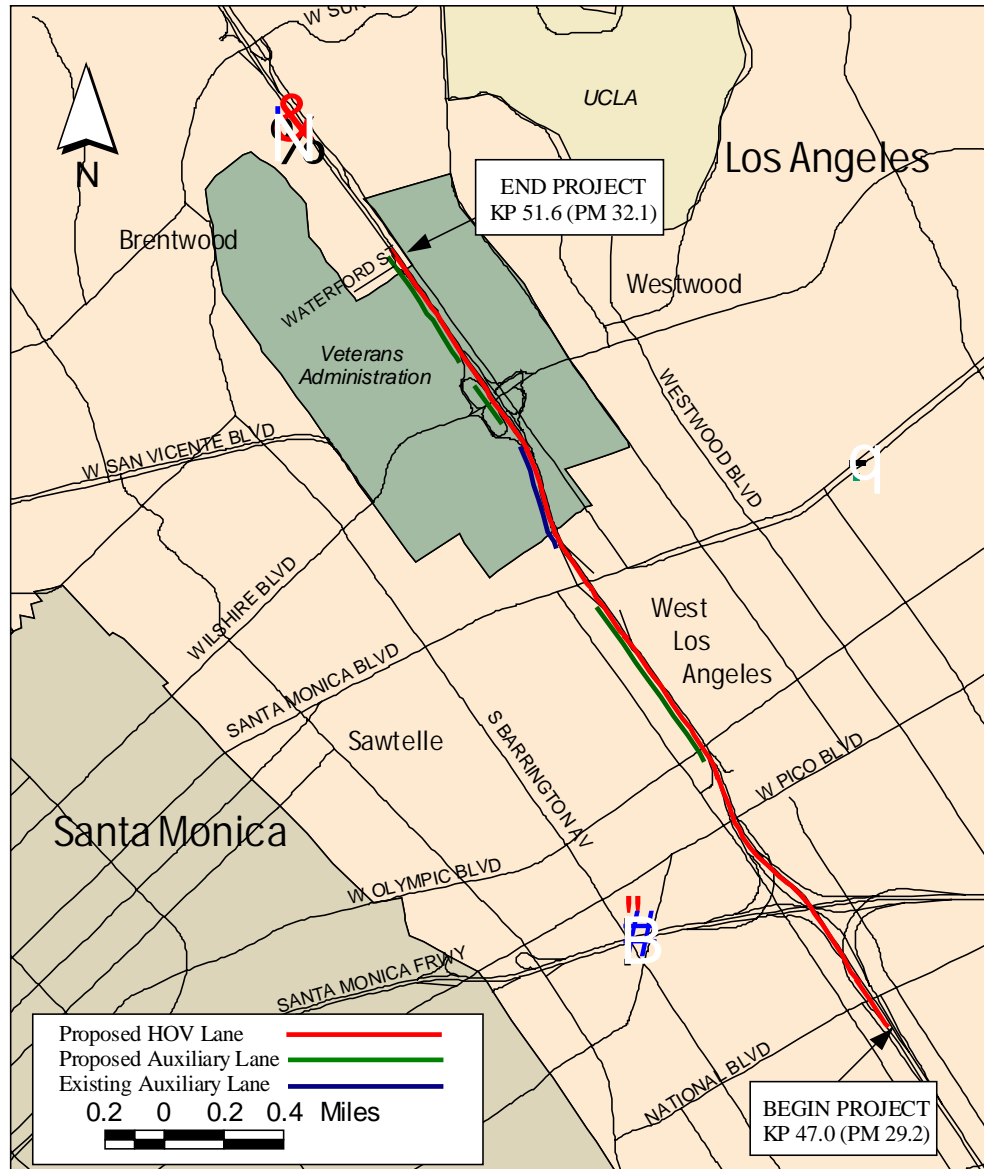 W SUN
UCLA
Los Angeles
N
END PROJECT
KP 51.6 (PM 32.1)
Brentwood
WATERFORD ST
Westwood
Veterans
Administration
W SAN VICENTE BLVD
WESTWOOD BLVD
WILSHIRE BLVD
West
Los
Angeles
SANTA MONICA BLVD
Sawtelle
S BARRINGTON AV
W PICO BLVD
Santa Monica
W OLYMPIC BLVD
SANTA MONICA FRWY
NATIONAL BLVD
Proposed HOV Lane
Proposed Auxiliary Lane
Existing Auxiliary Lane
0.2 0 0.2 0.4 Miles
BEGIN PROJECT
KP 47.0 (PM 29.2)